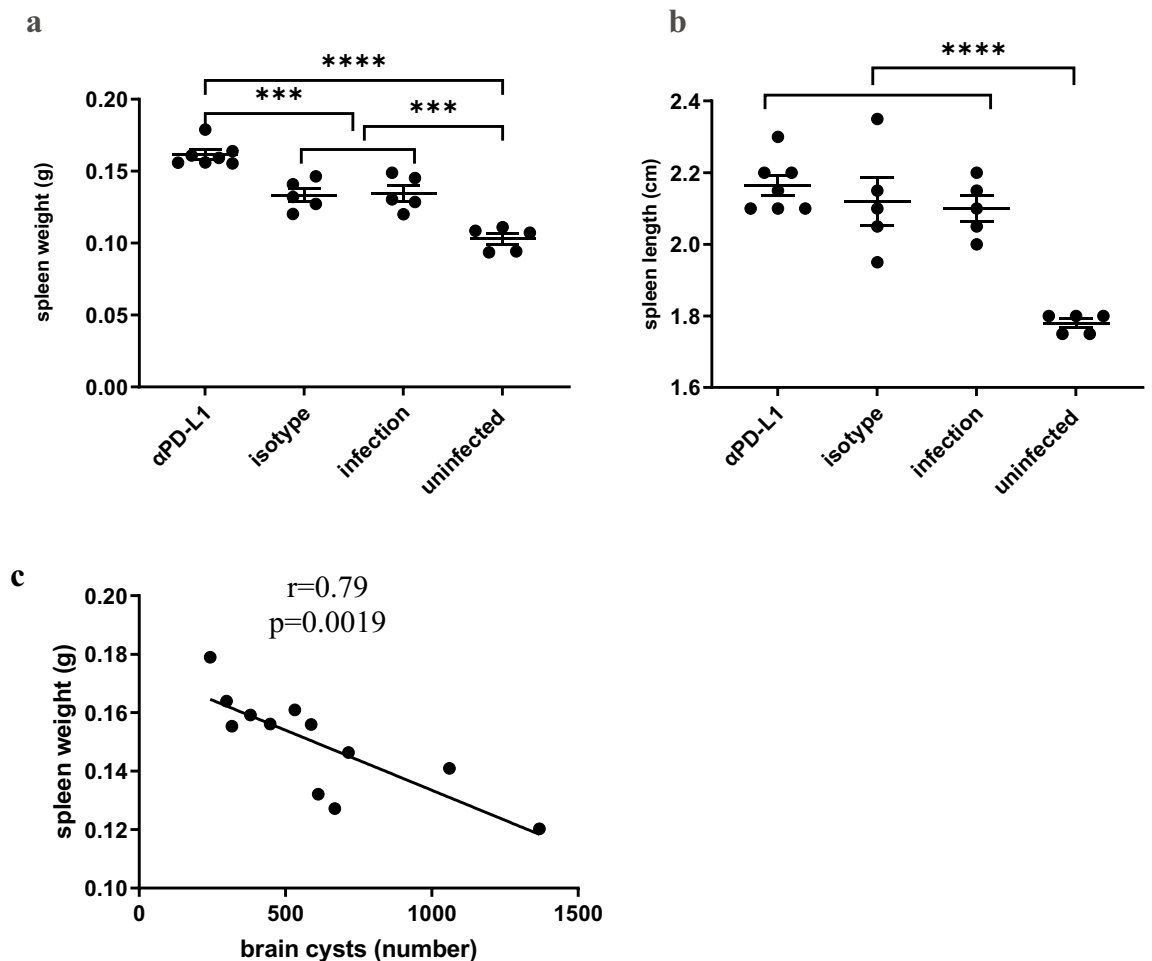 a
****
***
***
0.20
0.15
0.10
0.05
0.00
spleen weight (g)
αPD-L1
isotype
infection
uninfected
b
****
2.4
2.2
2.0
1.8
1.6
spleen length (cm)
αPD-L1
isotype
infection
uninfected
c
r=0.79
p=0.0019
0.20
0.18
0.16
0.14
0.12
0.10
spleen weight (g)
0
500
1000
1500
brain cysts (number)